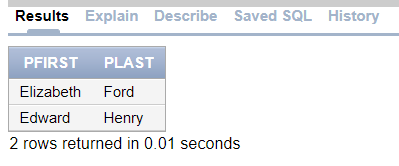 Results Explain Describe Saved SQL History
PFIRST PLAST
Elizabeth Ford
Edward Henry
2 rows returned in 0.01 seconds